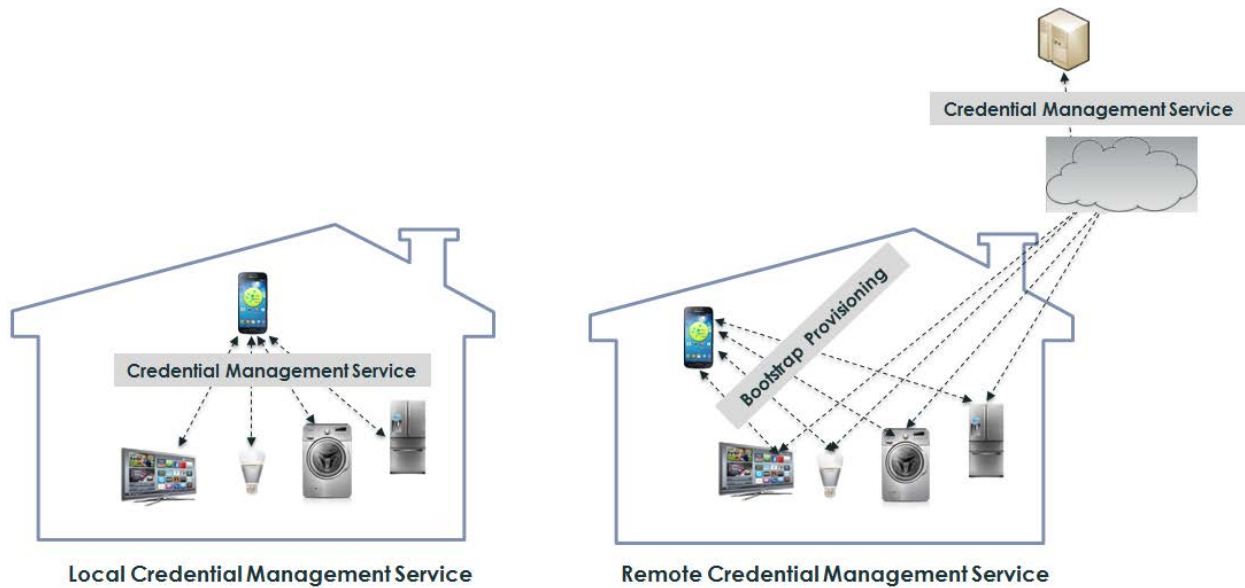 Credential Management Service
Credential Management Service
Bootstrap Provisioning
Local Credential Management Service
Remote Credential Management Service